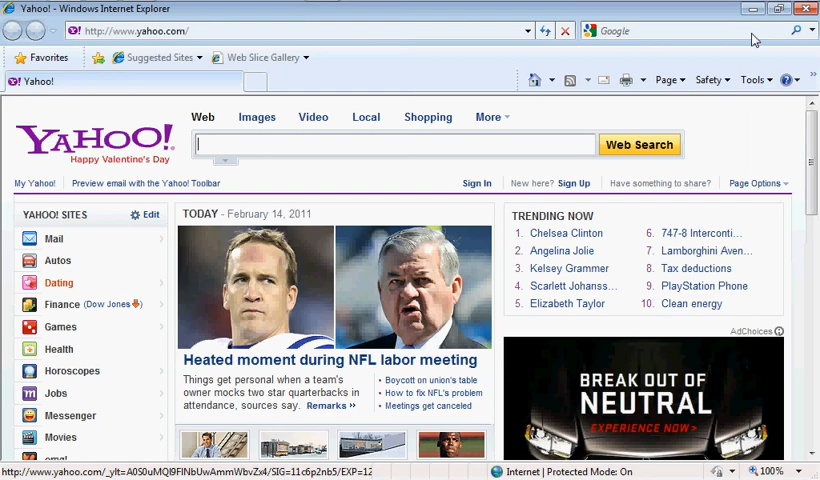 Yahoo! - Windows Internet Explorer
http://www.yahoo.com/
Google
Favorites
Suggested Sites
Web Slice Gallery
Yahoo!
Page
Safety
Tools
Web Images Video Local Shopping More
YAHOO!
Happy Valentine's Day
Web Search
My Yahoo!
Preview email with the Yahoo! Toolbar
Sign In
New here? Sign Up
Have something to share?
Page Options
YAHOO! SITES
Edit
Mail
Autos
Dating
Finance (Dow Jones)
Games
Health
Horoscopes
Jobs
Messenger
Movies
TODAY - February 14, 2011
Heated moment during NFL labor meeting
Things get personal when a team's
owner mocks two star quarterbacks in
attendance, sources say. Remarks »
• Boycott on union's table
• How to fix NFL's problem
• Meetings get canceled
TRENDING NOW
1. Chelsea Clinton
2. Angelina Jolie
3. Kelsey Grammer
4. Scarlett Johanss...
5. Elizabeth Taylor
6. 747-8 Interconti...
7. Lamborghini Aven...
8. Tax deductions
9. PlayStation Phone
10. Clean energy
AdChoices
BREAK OUT OF
NEUTRAL
EXPERIENCE NOW>
Internet | Protected Mode: On
100%